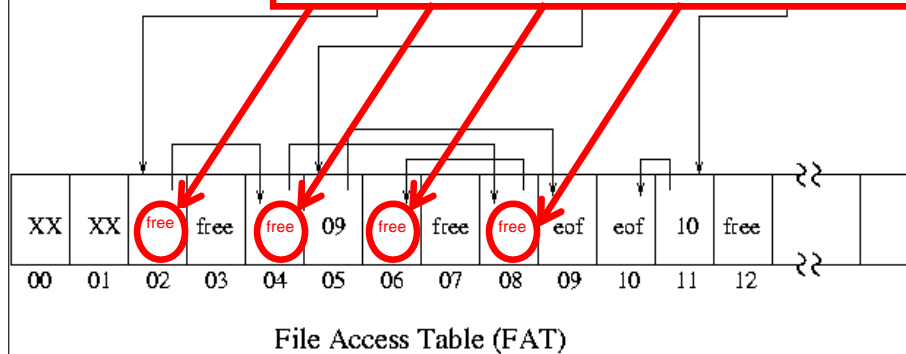 XX XX free free free 09 free free free eof eof 10 free
00 01 02 03 04 05 06 07 08 09 10 11 12
File Access Table (FAT)